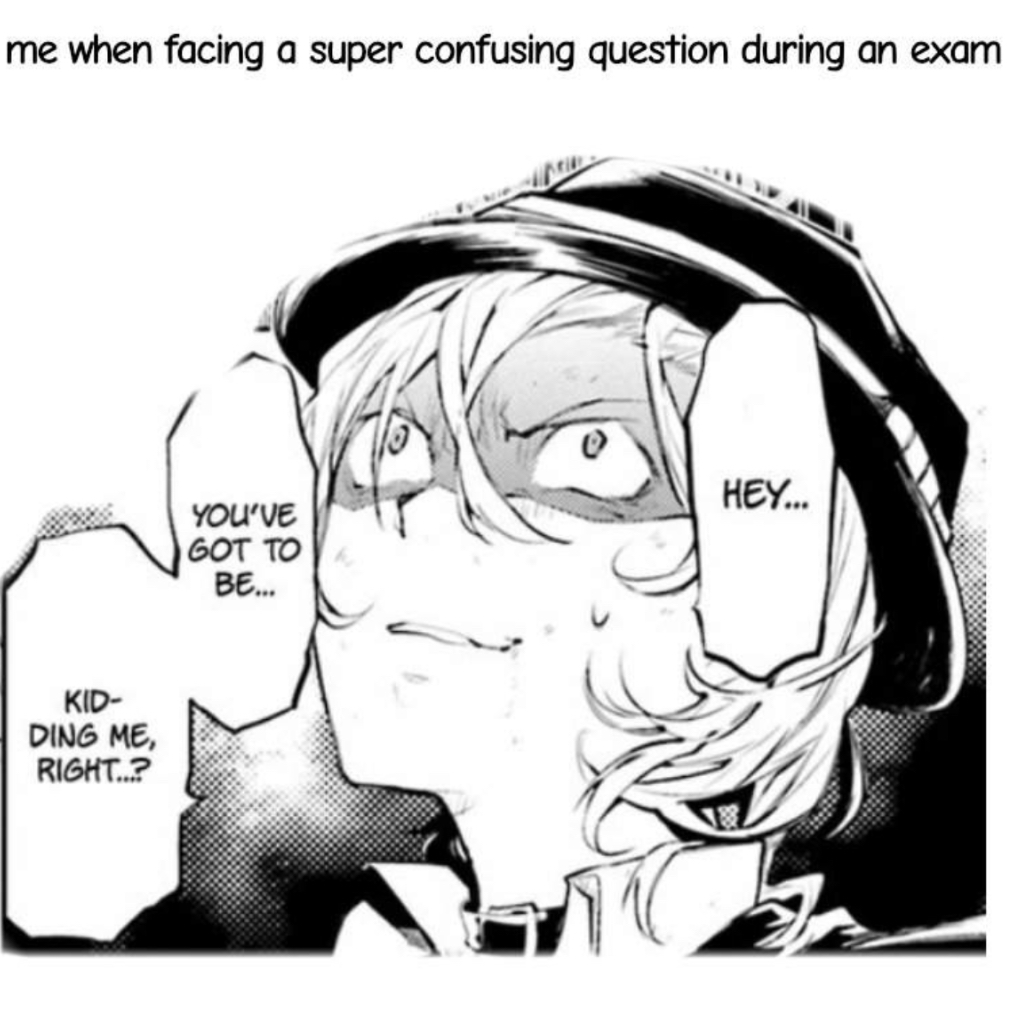 me when facing a super confusing question during an exam
HEY...
YOU'VE
GOT TO
BE...
KID-
DING ME,
RIGHT...?